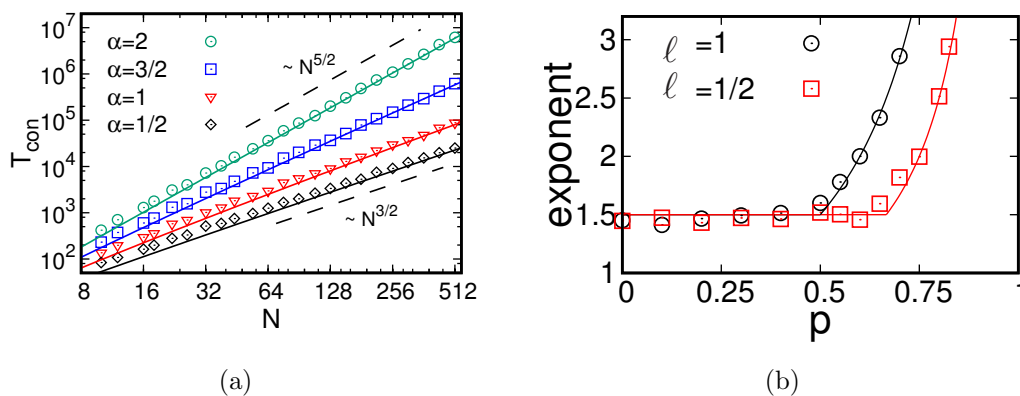 T_con
10^7
10^6
10^5
10^4
10^3
10^2
α=2
α=3/2
α=1
α=1/2
~ N^{5/2}
~ N^{3/2}
8 16 32 64 128 256 512
N
(a)
exponent
3
2.5
2
1.5
1
ℓ =1
ℓ =1/2
0 0.25 0.5 0.75 1
p
(b)